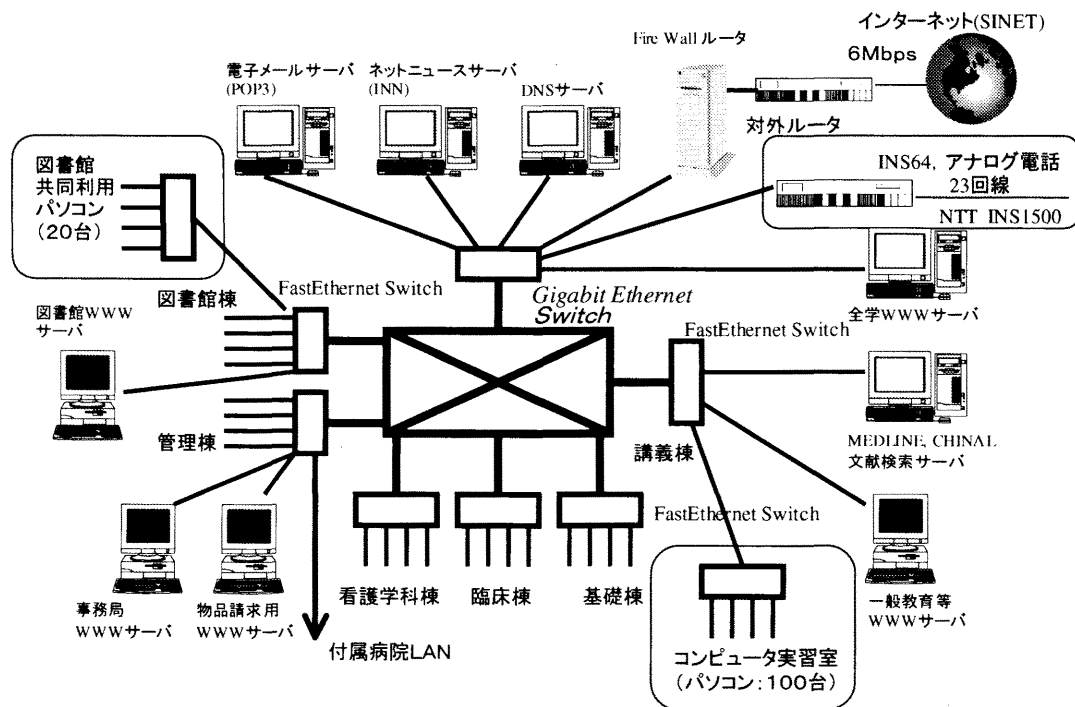 インターネット(SINET)
6Mbps
Fire Wall ルータ
対外ルータ
電子メールサーバ
(POP3)
ネットニュースサーバ
(INN)
DNSサーバ
INS64, アナログ電話
23回線
NTT INS1500
図書館
共同利用
パソコン
(20台)
図書館棟
FastEthernet Switch
Gigabit Ethernet
Switch
全学WWWサーバ
図書館WWW
サーバ
FastEthernet Switch
MEDLINE, CHINAL
文献検索サーバ
管理棟
講義棟
FastEthernet Switch
事務局
WWWサーバ
物品請求用
WWWサーバ
看護学科棟
臨床棟
基礎棟
一般教育等
WWWサーバ
付属病院LAN
コンピュータ実習室
(パソコン:100台)